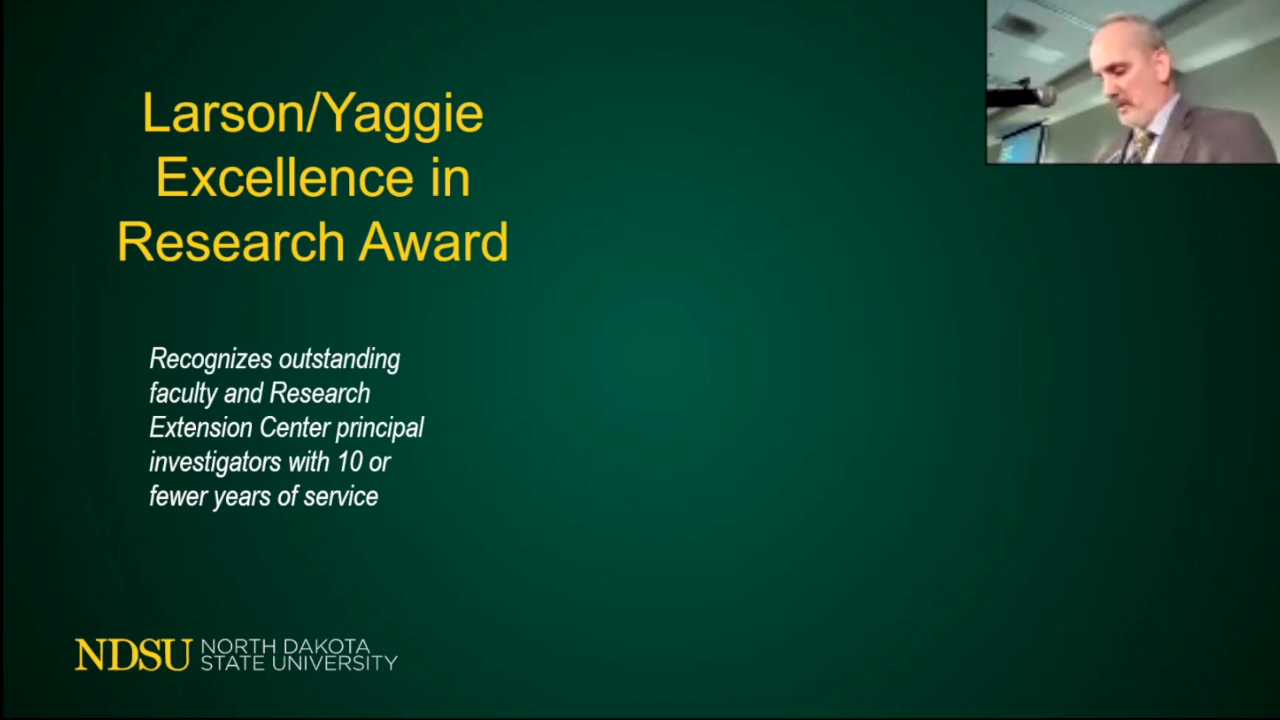 Larson/Yaggie
Excellence in
Research Award
Recognizes outstanding
faculty and Research
Extension Center principal
investigators with 10 or
fewer years of service
NDSU NORTH DAKOTA
STATE UNIVERSITY